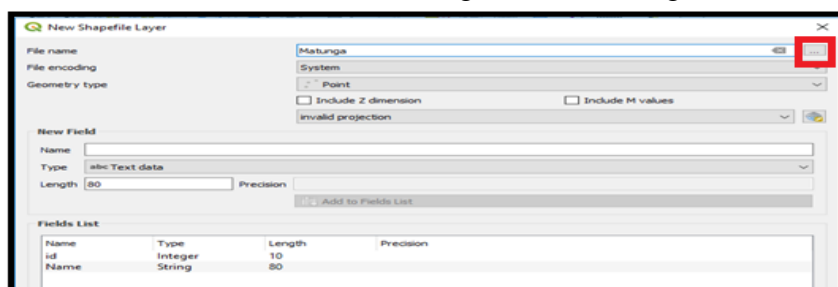 New Shapefile Layer
File name Matunga ...
File encoding System
Geometry type Point
Include Z dimension Include M values
invalid projection
New Field
Name
Type abc Text data
Length 80 Precision
Add to Fields List
Fields List
Name Type Length Precision
id Integer 10
Name String 80